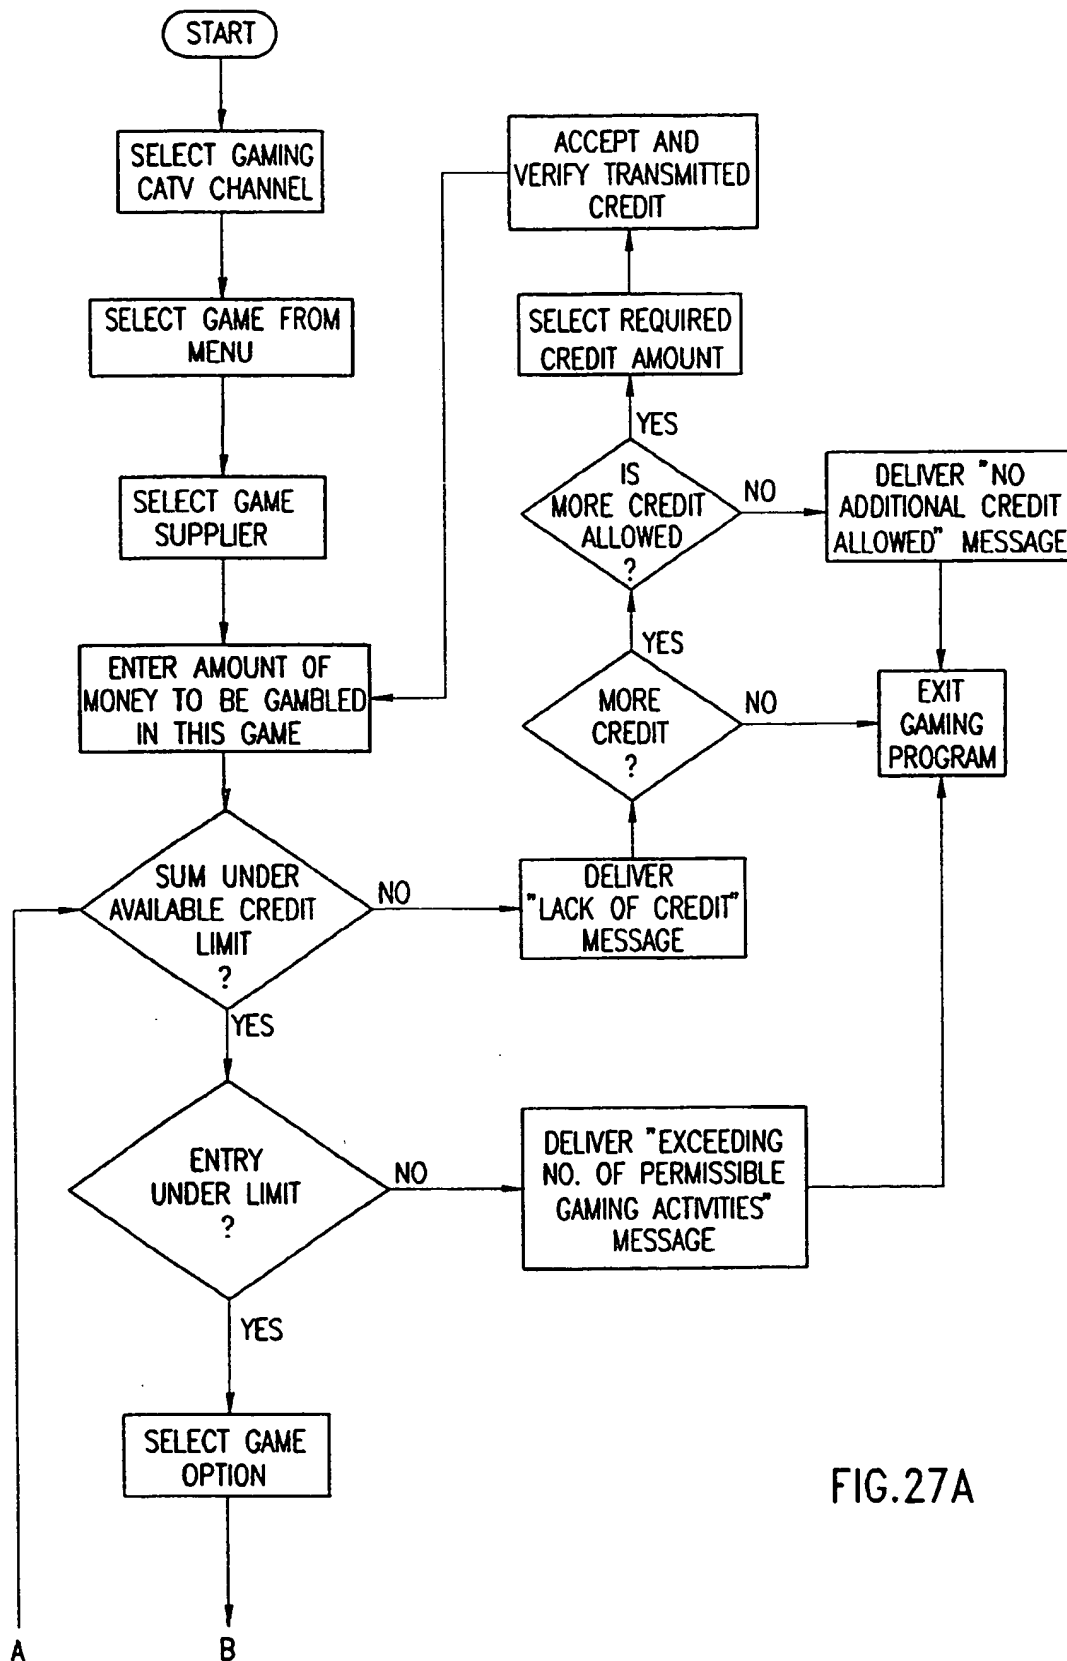 START
SELECT GAMING
CATV CHANNEL
SELECT GAME FROM
MENU
SELECT GAME
SUPPLIER
ENTER AMOUNT OF
MONEY TO BE GAMBLED
IN THIS GAME
SUM UNDER
AVAILABLE CREDIT
LIMIT
?
NO
YES
ENTRY
UNDER LIMIT
?
NO
YES
SELECT GAME
OPTION
A
B
ACCEPT AND
VERIFY TRANSMITTED
CREDIT
SELECT REQUIRED
CREDIT AMOUNT
YES
IS
MORE CREDIT
ALLOWED
?
NO
YES
MORE
CREDIT
?
NO
DELIVER
"LACK OF CREDIT"
MESSAGE
DELIVER "NO
ADDITIONAL CREDIT
ALLOWED" MESSAGE
EXIT
GAMING
PROGRAM
DELIVER "EXCEEDING
NO. OF PERMISSIBLE
GAMING ACTIVITIES"
MESSAGE
FIG.27A